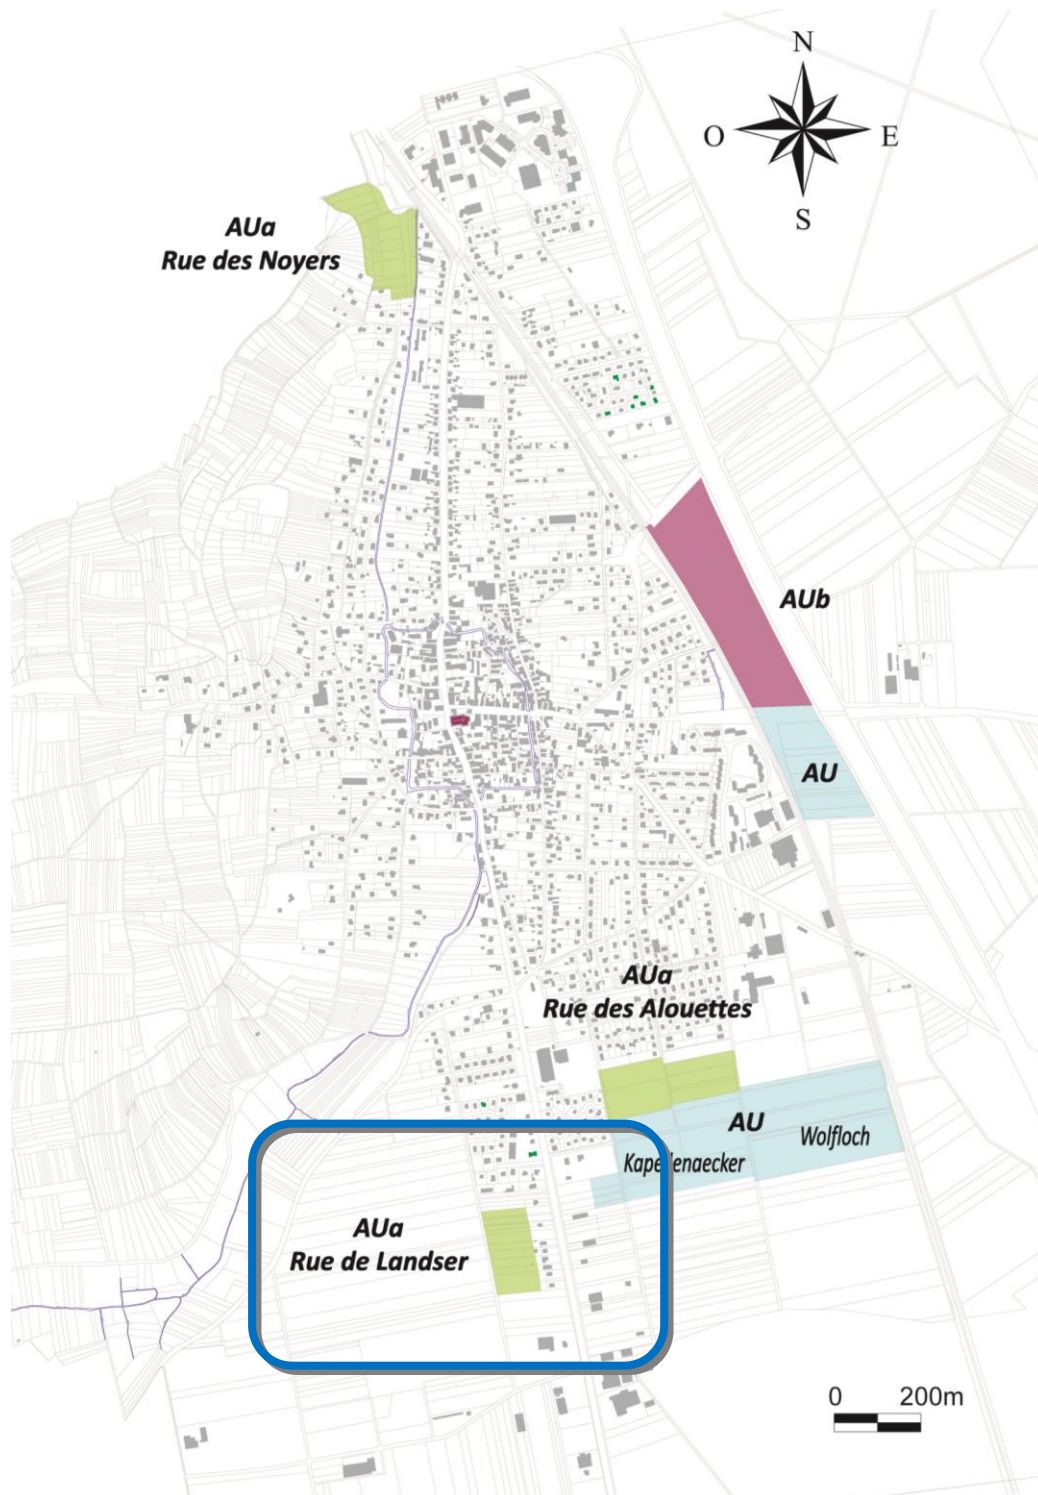 N
O
E
S
AUa
Rue des Noyers
AUb
AU
AUa
Rue des Alouettes
AU
Wolfloch
Kapellenaecker
AUa
Rue de Landser
0 200m